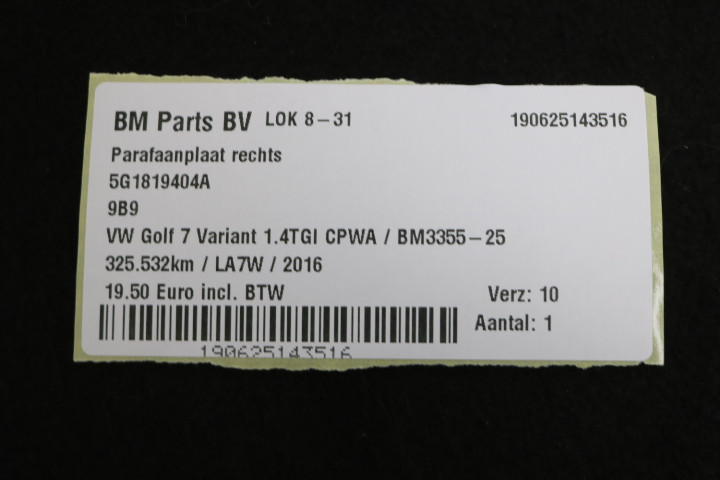 BM Parts BV LOK 8-31 190625143516
Parafaanplaat rechts
5G1819404A
9B9
VW Golf 7 Variant 1.4TGI CPWA / BM3355-25
325.532km / LA7W / 2016
19.50 Euro incl. BTW Verz: 10
Aantal: 1
190625143516